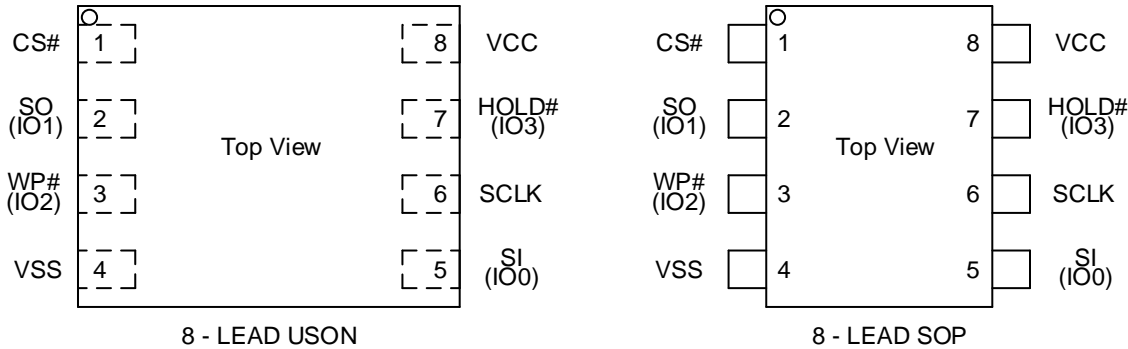 CS# 1 8 VCC
SO (IO1) 2 7 HOLD# (IO3)
Top View
WP# (IO2) 3 6 SCLK
VSS 4 5 SI (IO0)
8 - LEAD USON
CS# 1 8 VCC
SO (IO1) 2 7 HOLD# (IO3)
Top View
WP# (IO2) 3 6 SCLK
VSS 4 5 SI (IO0)
8 - LEAD SOP